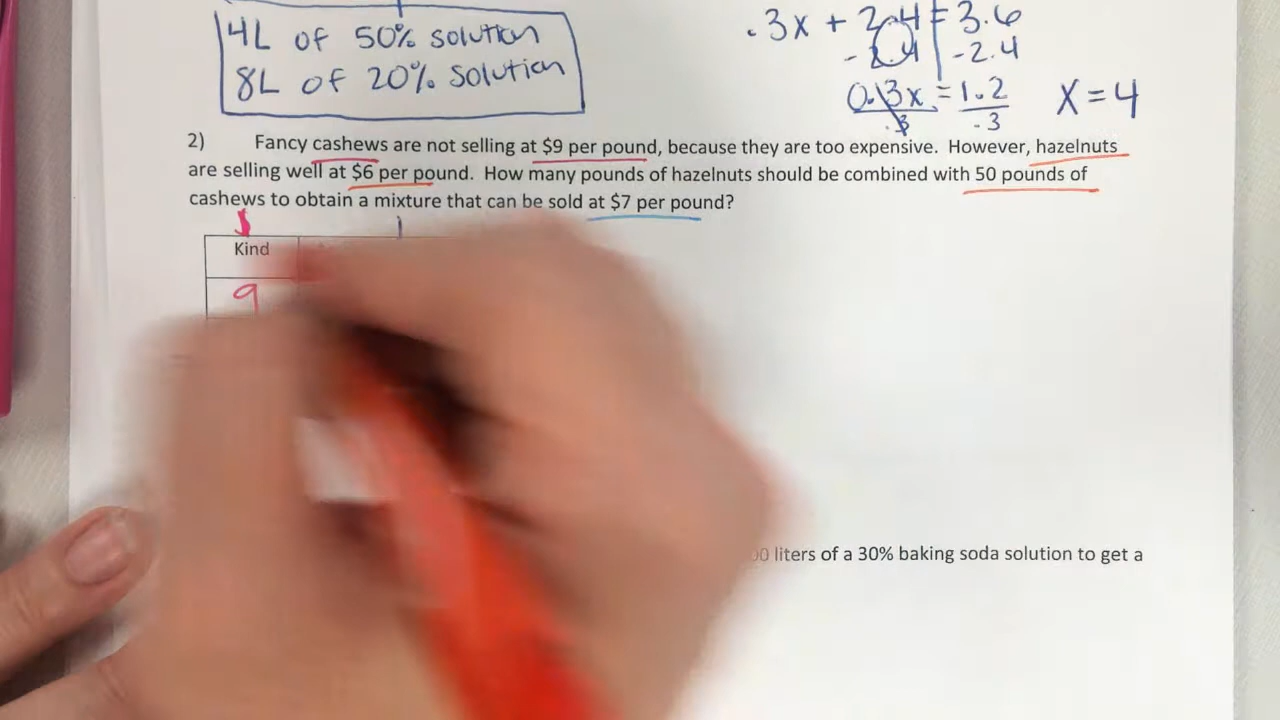 4L of 50% solution
8L of 20% solution
.3x + 2.4 = 3.6
- 2.4 -2.4
0.3x = 1.2
.3 .3
x = 4
2) Fancy cashews are not selling at $9 per pound, because they are too expensive. However, hazelnuts
are selling well at $6 per pound. How many pounds of hazelnuts should be combined with 50 pounds of
cashews to obtain a mixture that can be sold at $7 per pound?
$
Kind
9
liters of a 30% baking soda solution to get a